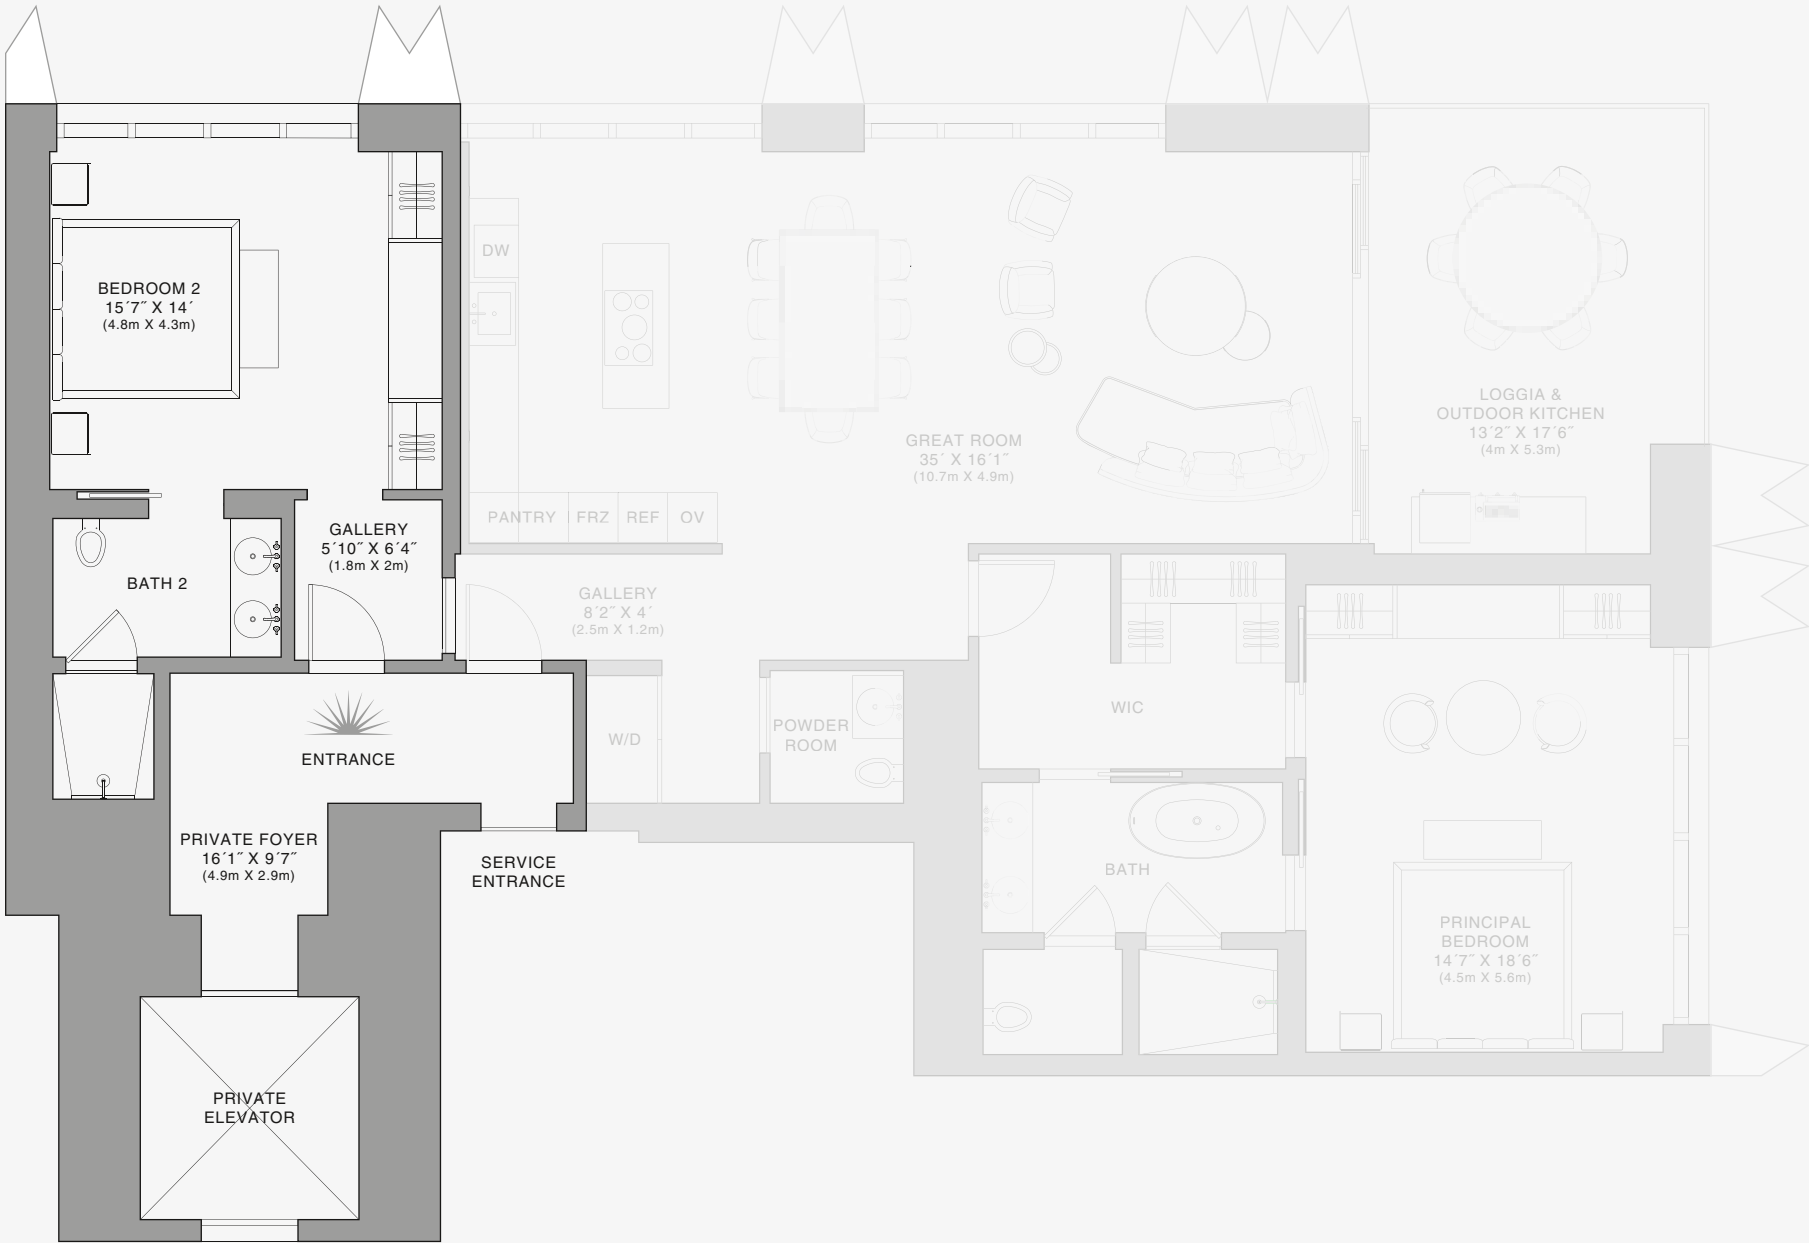 BEDROOM 2
15´7˝ X 14´
(4.8m X 4.3m)
DW
GREAT ROOM
35´ X 16´1˝
(10.7m X 4.9m)
LOGGIA &
OUTDOOR KITCHEN
13´2˝ X 17´6˝
(4m X 5.3m)
PANTRY
FRZ
REF
OV
GALLERY
5´10˝ X 6´4˝
(1.8m X 2m)
BATH 2
GALLERY
8´2˝ X 4´
(2.5m X 1.2m)
WIC
W/D
POWDER
ROOM
ENTRANCE
PRIVATE FOYER
16´1˝ X 9´7˝
(4.9m X 2.9m)
SERVICE
ENTRANCE
BATH
PRINCIPAL
BEDROOM
14´7˝ X 18´6˝
(4.5m X 5.6m)
PRIVATE
ELEVATOR